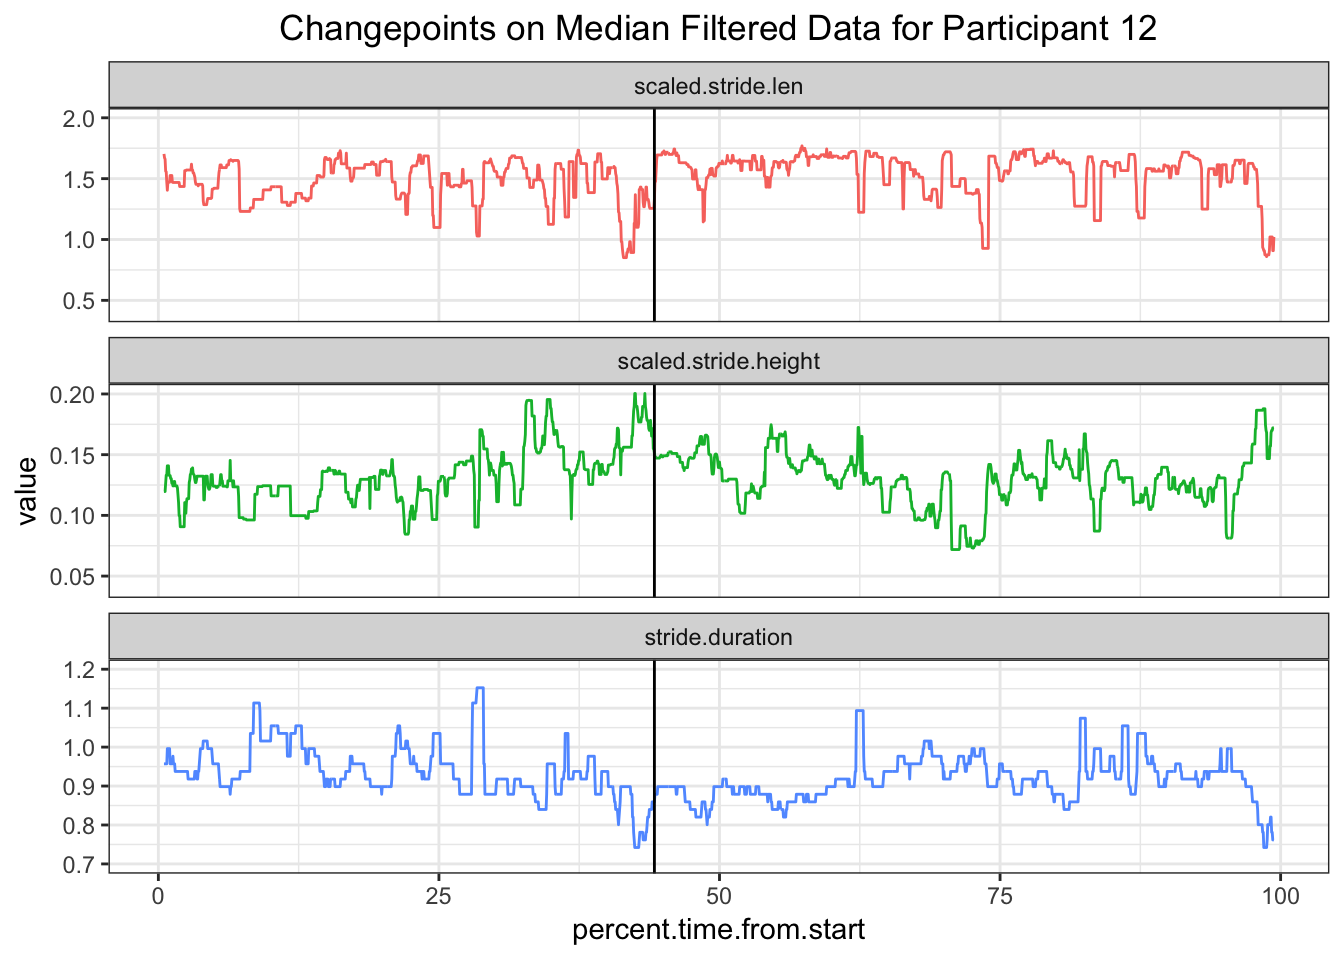 Changepoints on Median Filtered Data for Participant 12
scaled.stride.len
2.0
1.5
1.0
0.5
scaled.stride.height
0.20
0.15
0.10
0.05
value
stride.duration
1.2
1.1
1.0
0.9
0.8
0.7
0 25 50 75 100
percent.time.from.start